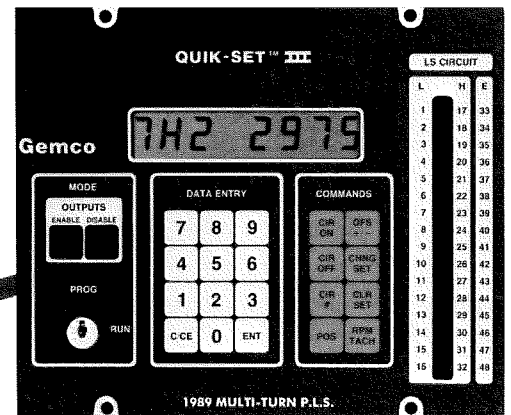 QUIK-SET™ III
Gemco
7H2 2975
LS CIRCUIT
L H E
1 17 33
2 18 34
3 19 35
4 20 36
5 21 37
6 22 38
7 23 39
8 24 40
9 25 41
10 26 42
11 27 43
12 28 44
13 29 45
14 30 46
15 31 47
16 32 48
MODE
OUTPUTS
ENABLE DISABLE
PROG
RUN
DATA ENTRY
7 8 9
4 5 6
1 2 3
C/CE 0 ENT
COMMANDS
CIR ON
OFS
CIR OFF
CHNG SET
CIR #
CLR SET
POS
RPM TACH
1989 MULTI-TURN P.L.S.